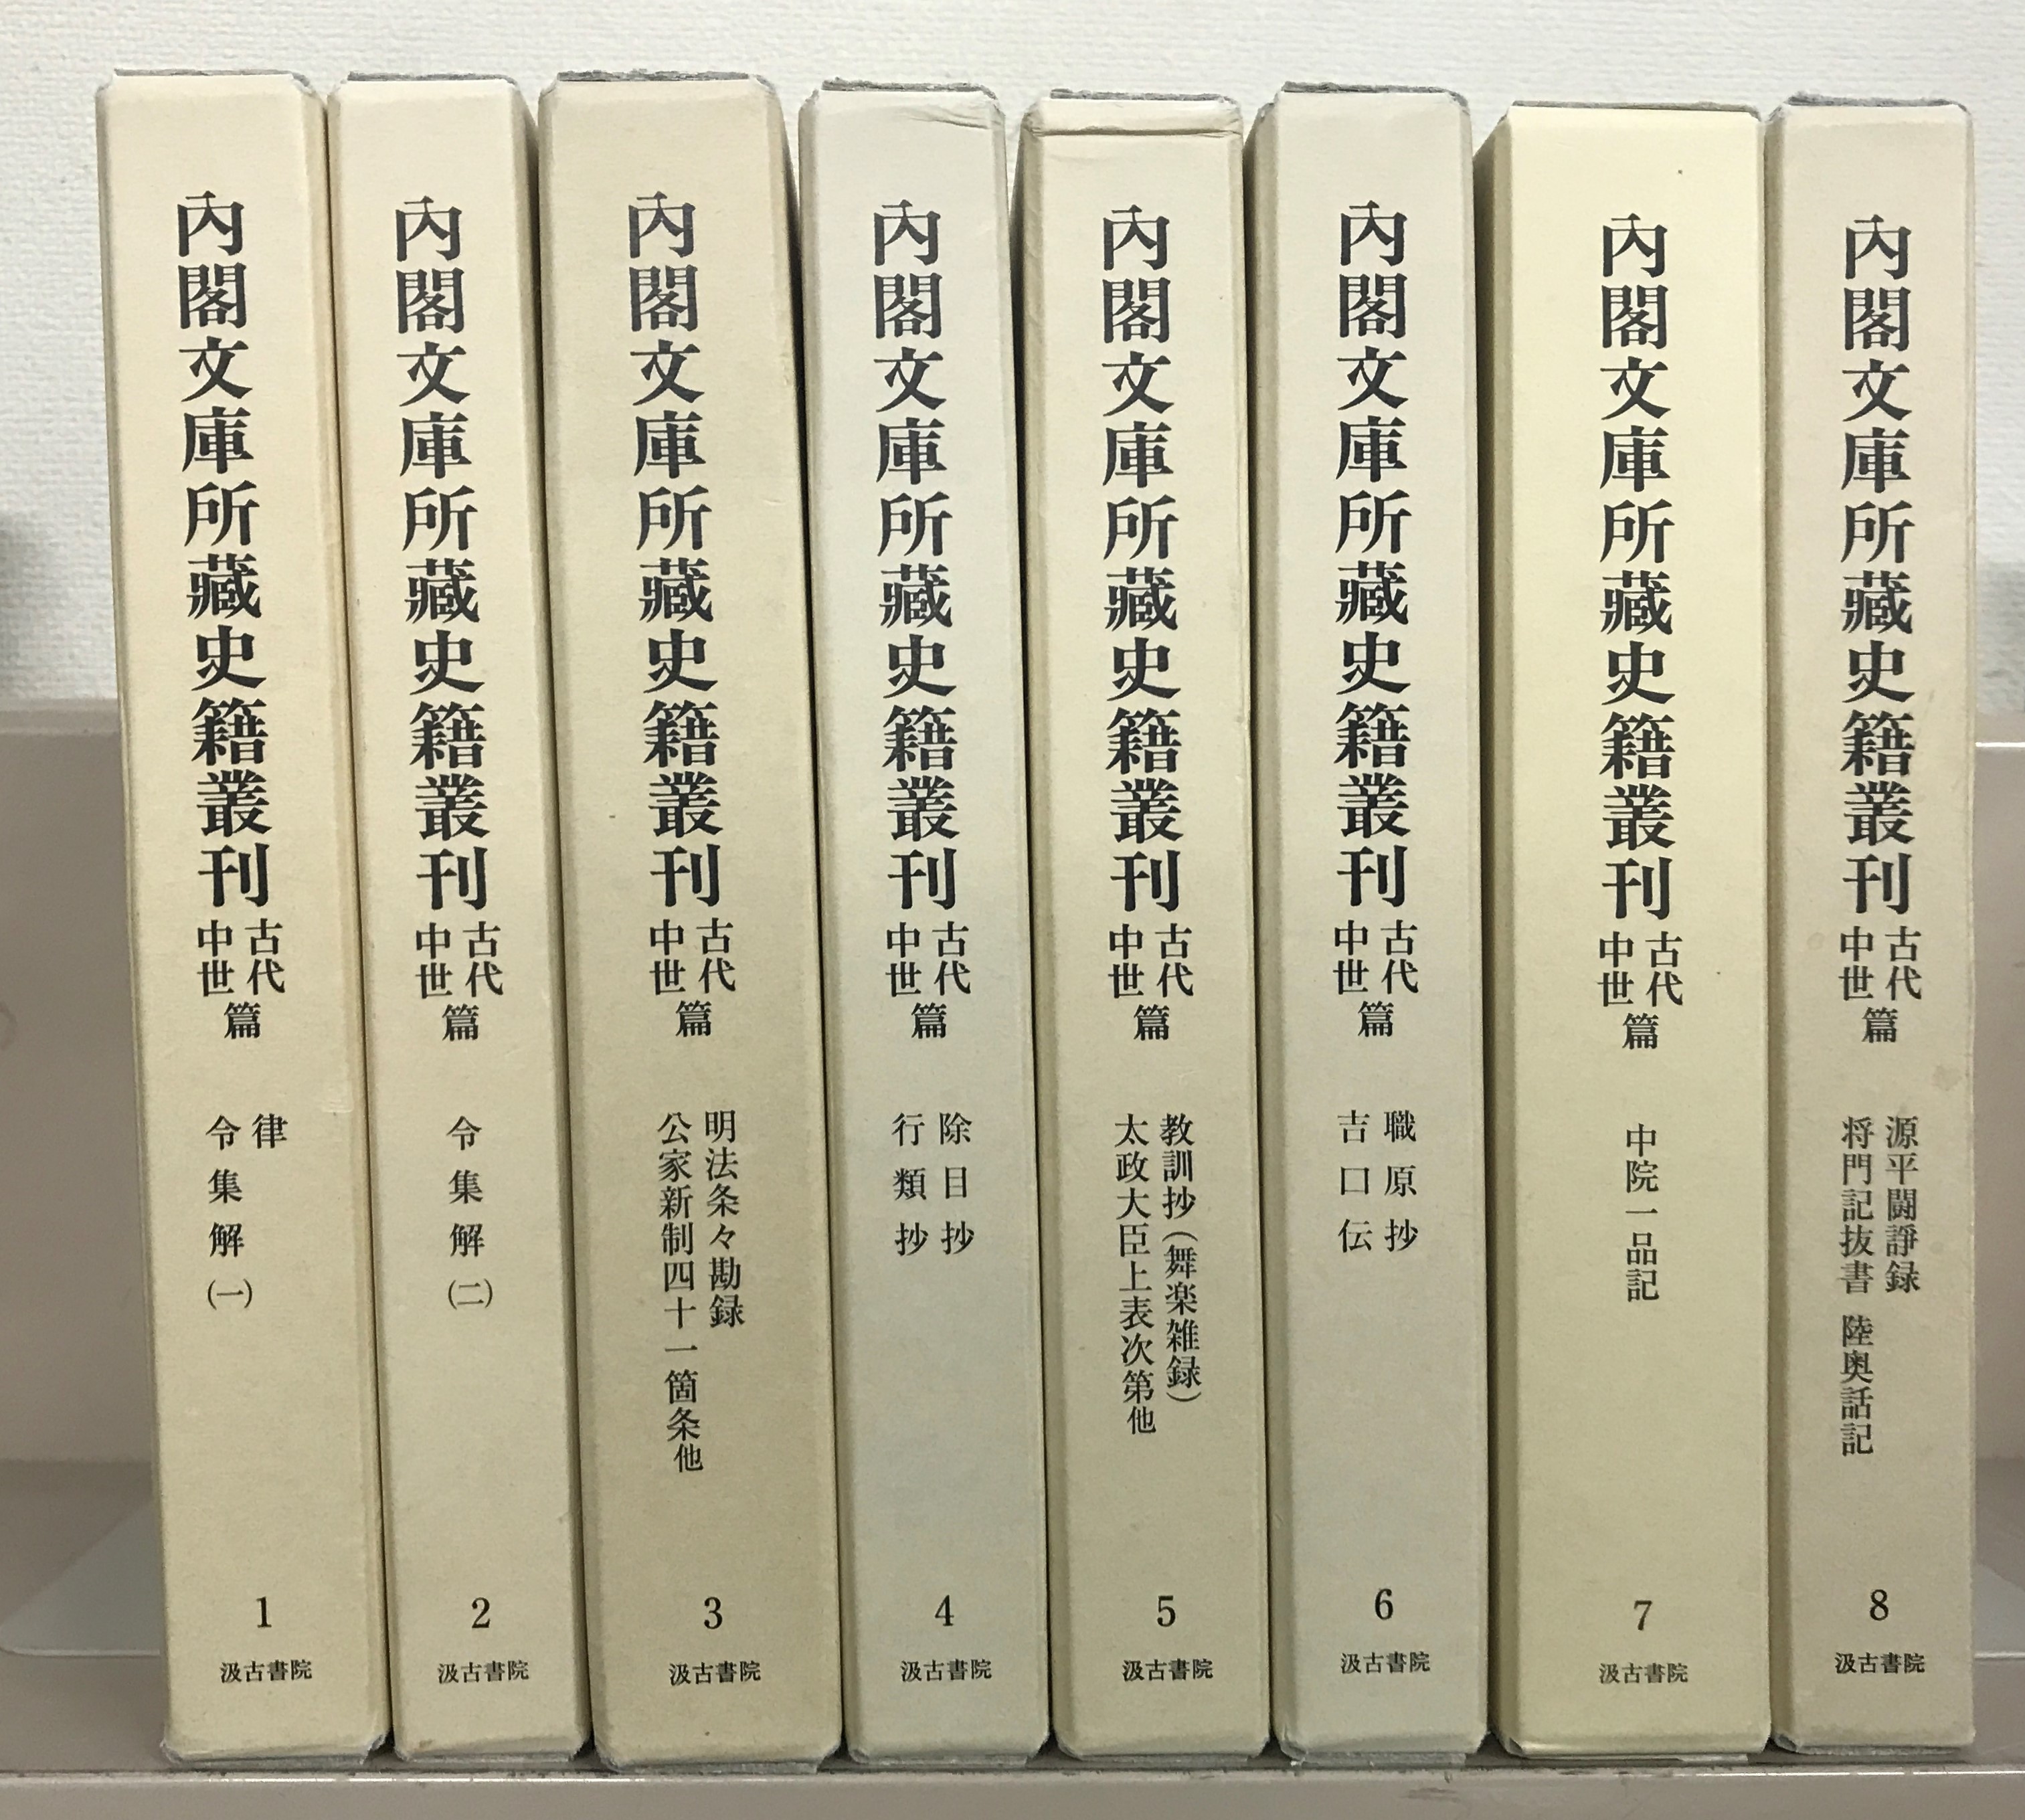 內閣文庫所藏史籍叢刊
古代
中世
篇
律
令集解(一)
1
汲古書院
內閣文庫所藏史籍叢刊
古代
中世
篇
令集解(二)
2
汲古書院
內閣文庫所藏史籍叢刊
古代
中世
篇
明法条々勘録
公家新制四十一箇条他
3
汲古書院
內閣文庫所藏史籍叢刊
古代
中世
篇
除目抄
行類抄
4
汲古書院
內閣文庫所藏史籍叢刊
古代
中世
篇
教訓抄(舞楽雑録)
太政大臣上表次第他
5
汲古書院
內閣文庫所藏史籍叢刊
古代
中世
篇
職原抄
吉口伝
6
汲古書院
內閣文庫所藏史籍叢刊
古代
中世
篇
中院一品記
7
汲古書院
內閣文庫所藏史籍叢刊
古代
中世
篇
源平闘諍録
将門記抜書 陸奥話記
8
汲古書院